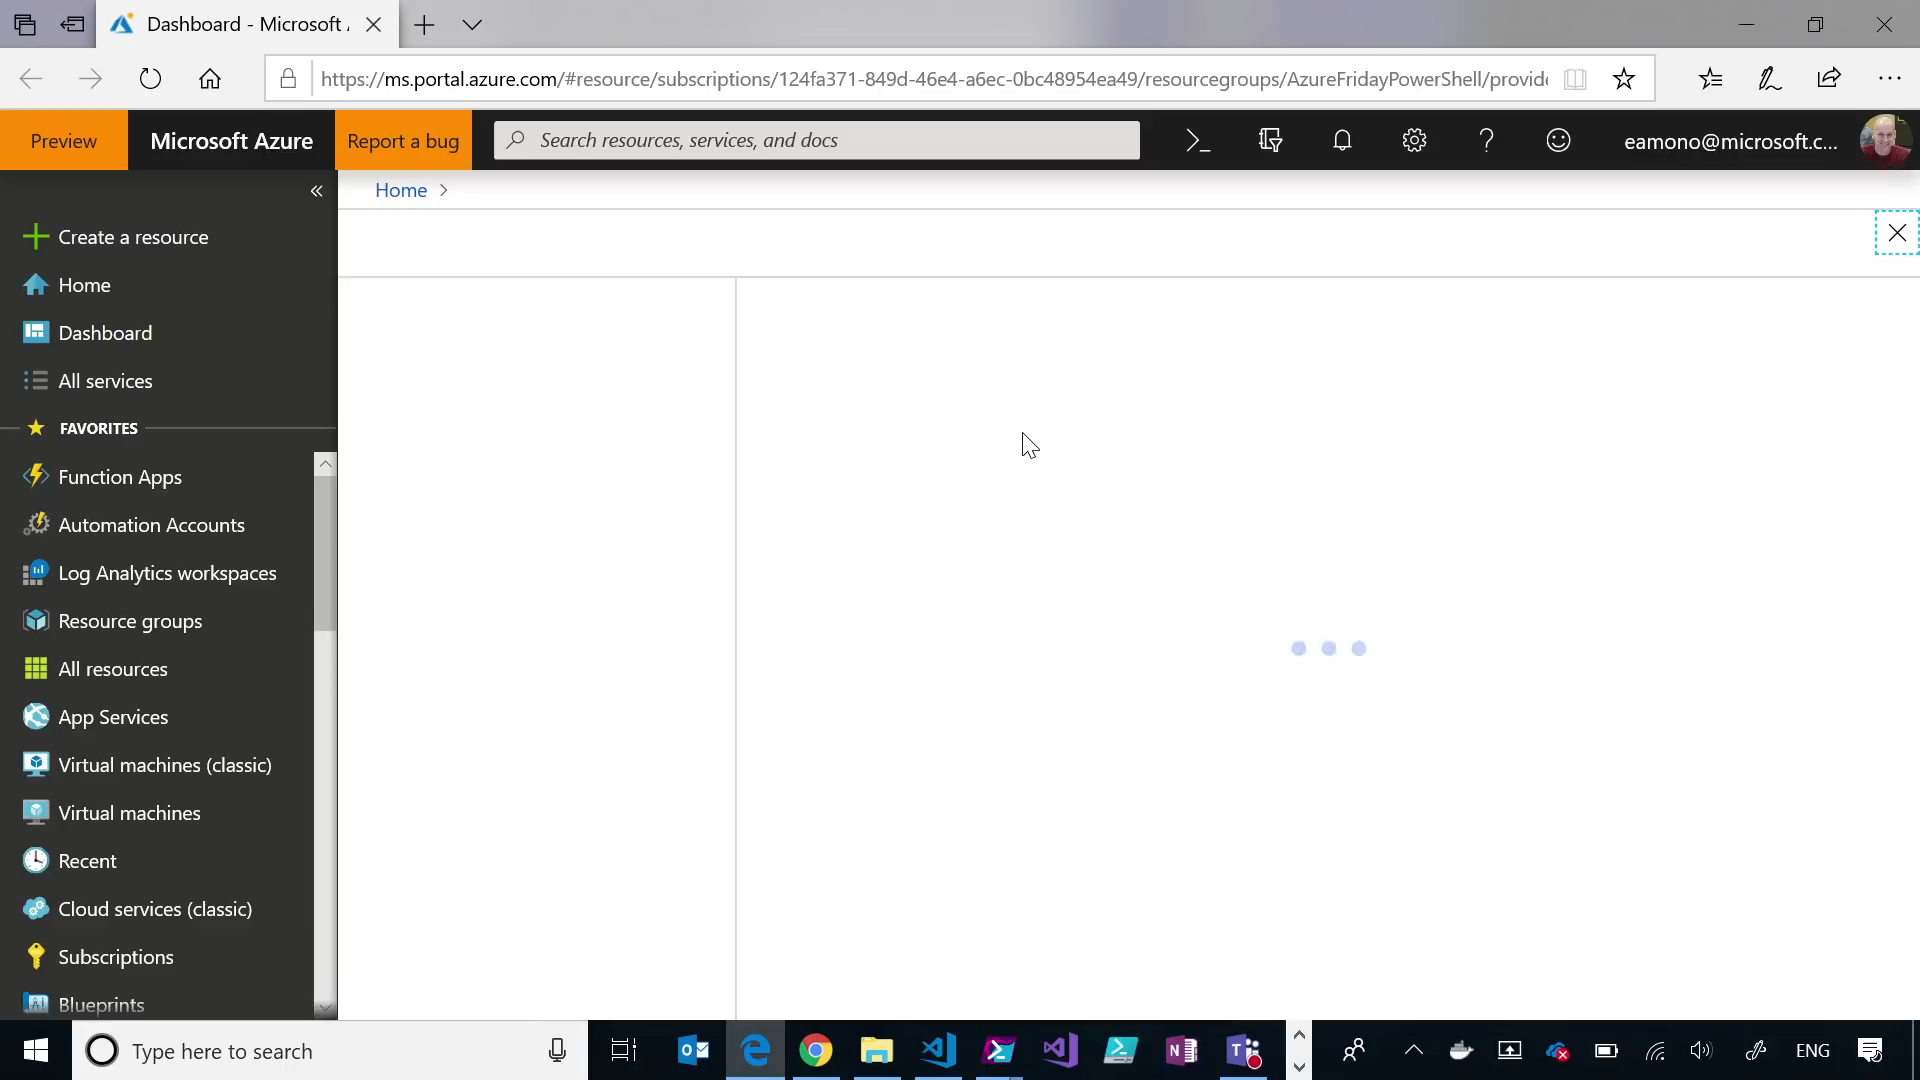 Dashboard - Microsoft
https://ms.portal.azure.com/#resource/subscriptions/124fa371-849d-46e4-a6ec-0bc48954ea49/resourcegroups/AzureFridayPowerShell/provide
Preview
Microsoft Azure
Report a bug
Search resources, services, and docs
eamono@microsoft.c...
Home
Create a resource
Home
Dashboard
All services
FAVORITES
Function Apps
Automation Accounts
Log Analytics workspaces
Resource groups
All resources
App Services
Virtual machines (classic)
Virtual machines
Recent
Cloud services (classic)
Subscriptions
Blueprints
Type here to search
ENG